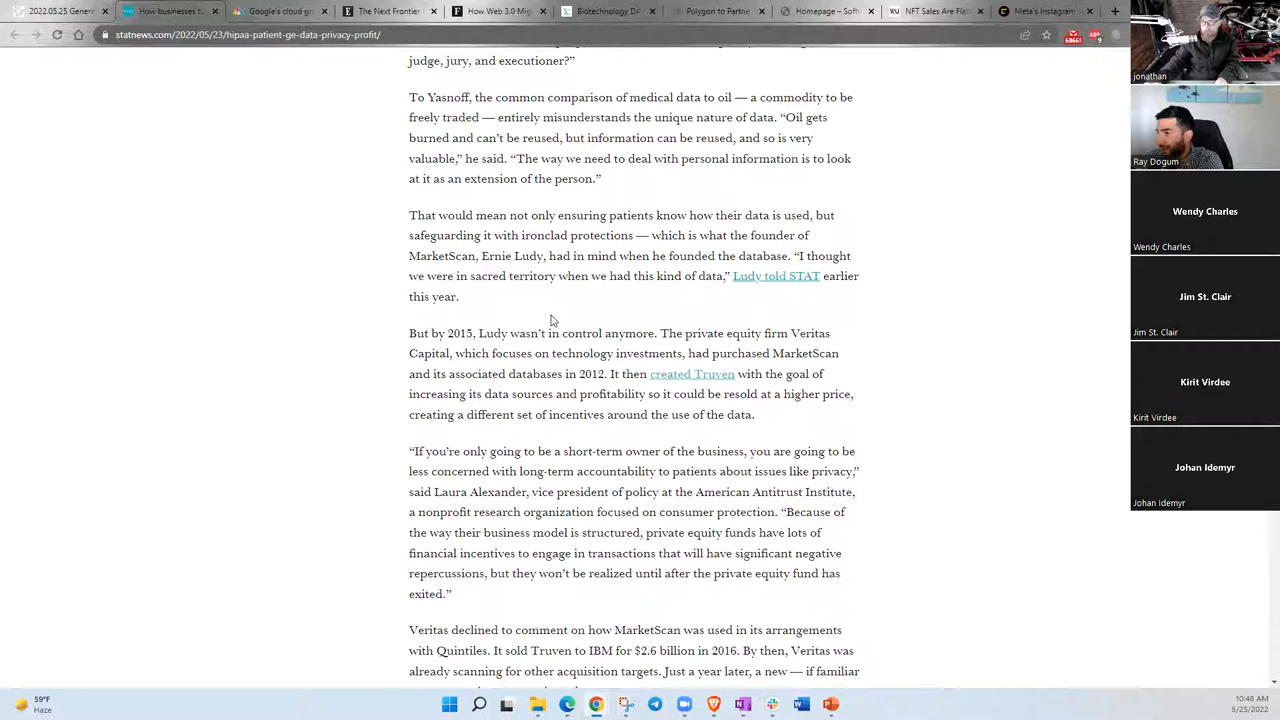 2022.05.25 Genera
How businesses f
Google's cloud g
The Next Frontier
How Web 3.0 Mig
Biotechnology D
Polygon to Partne
Homepage – Soft
NFT Sales Are Fla
Meta's Instagram
statnews.com/2022/05/23/hipaa-patient-ge-data-privacy-profit/
judge, jury, and executioner?”
To Yasnoff, the common comparison of medical data to oil — a commodity to be
freely traded — entirely misunderstands the unique nature of data. “Oil gets
burned and can’t be reused, but information can be reused, and so is very
valuable,” he said. “The way we need to deal with personal information is to look
at it as an extension of the person.”
That would mean not only ensuring patients know how their data is used, but
safeguarding it with ironclad protections — which is what the founder of
MarketScan, Ernie Ludy, had in mind when he founded the database. “I thought
we were in sacred territory when we had this kind of data,” Ludy told STAT earlier
this year.
But by 2015, Ludy wasn’t in control anymore. The private equity firm Veritas
Capital, which focuses on technology investments, had purchased MarketScan
and its associated databases in 2012. It then created Truven with the goal of
increasing its data sources and profitability so it could be resold at a higher price,
creating a different set of incentives around the use of the data.
“If you’re only going to be a short-term owner of the business, you are going to be
less concerned with long-term accountability to patients about issues like privacy,”
said Laura Alexander, vice president of policy at the American Antitrust Institute,
a nonprofit research organization focused on consumer protection. “Because of
the way their business model is structured, private equity funds have lots of
financial incentives to engage in transactions that will have significant negative
repercussions, but they won’t be realized until after the private equity fund has
exited.”
Veritas declined to comment on how MarketScan was used in its arrangements
with Quintiles. It sold Truven to IBM for $2.6 billion in 2016. By then, Veritas was
already scanning for other acquisition targets. Just a year later, a new — if familiar
jonathan
Ray Dogum
Wendy Charles
Wendy Charles
Jim St. Clair
Jim St. Clair
Kirit Virdee
Kirit Virdee
Johan Idemyr
Johan Idemyr
59°F
Haze
10:48 AM
5/25/2022